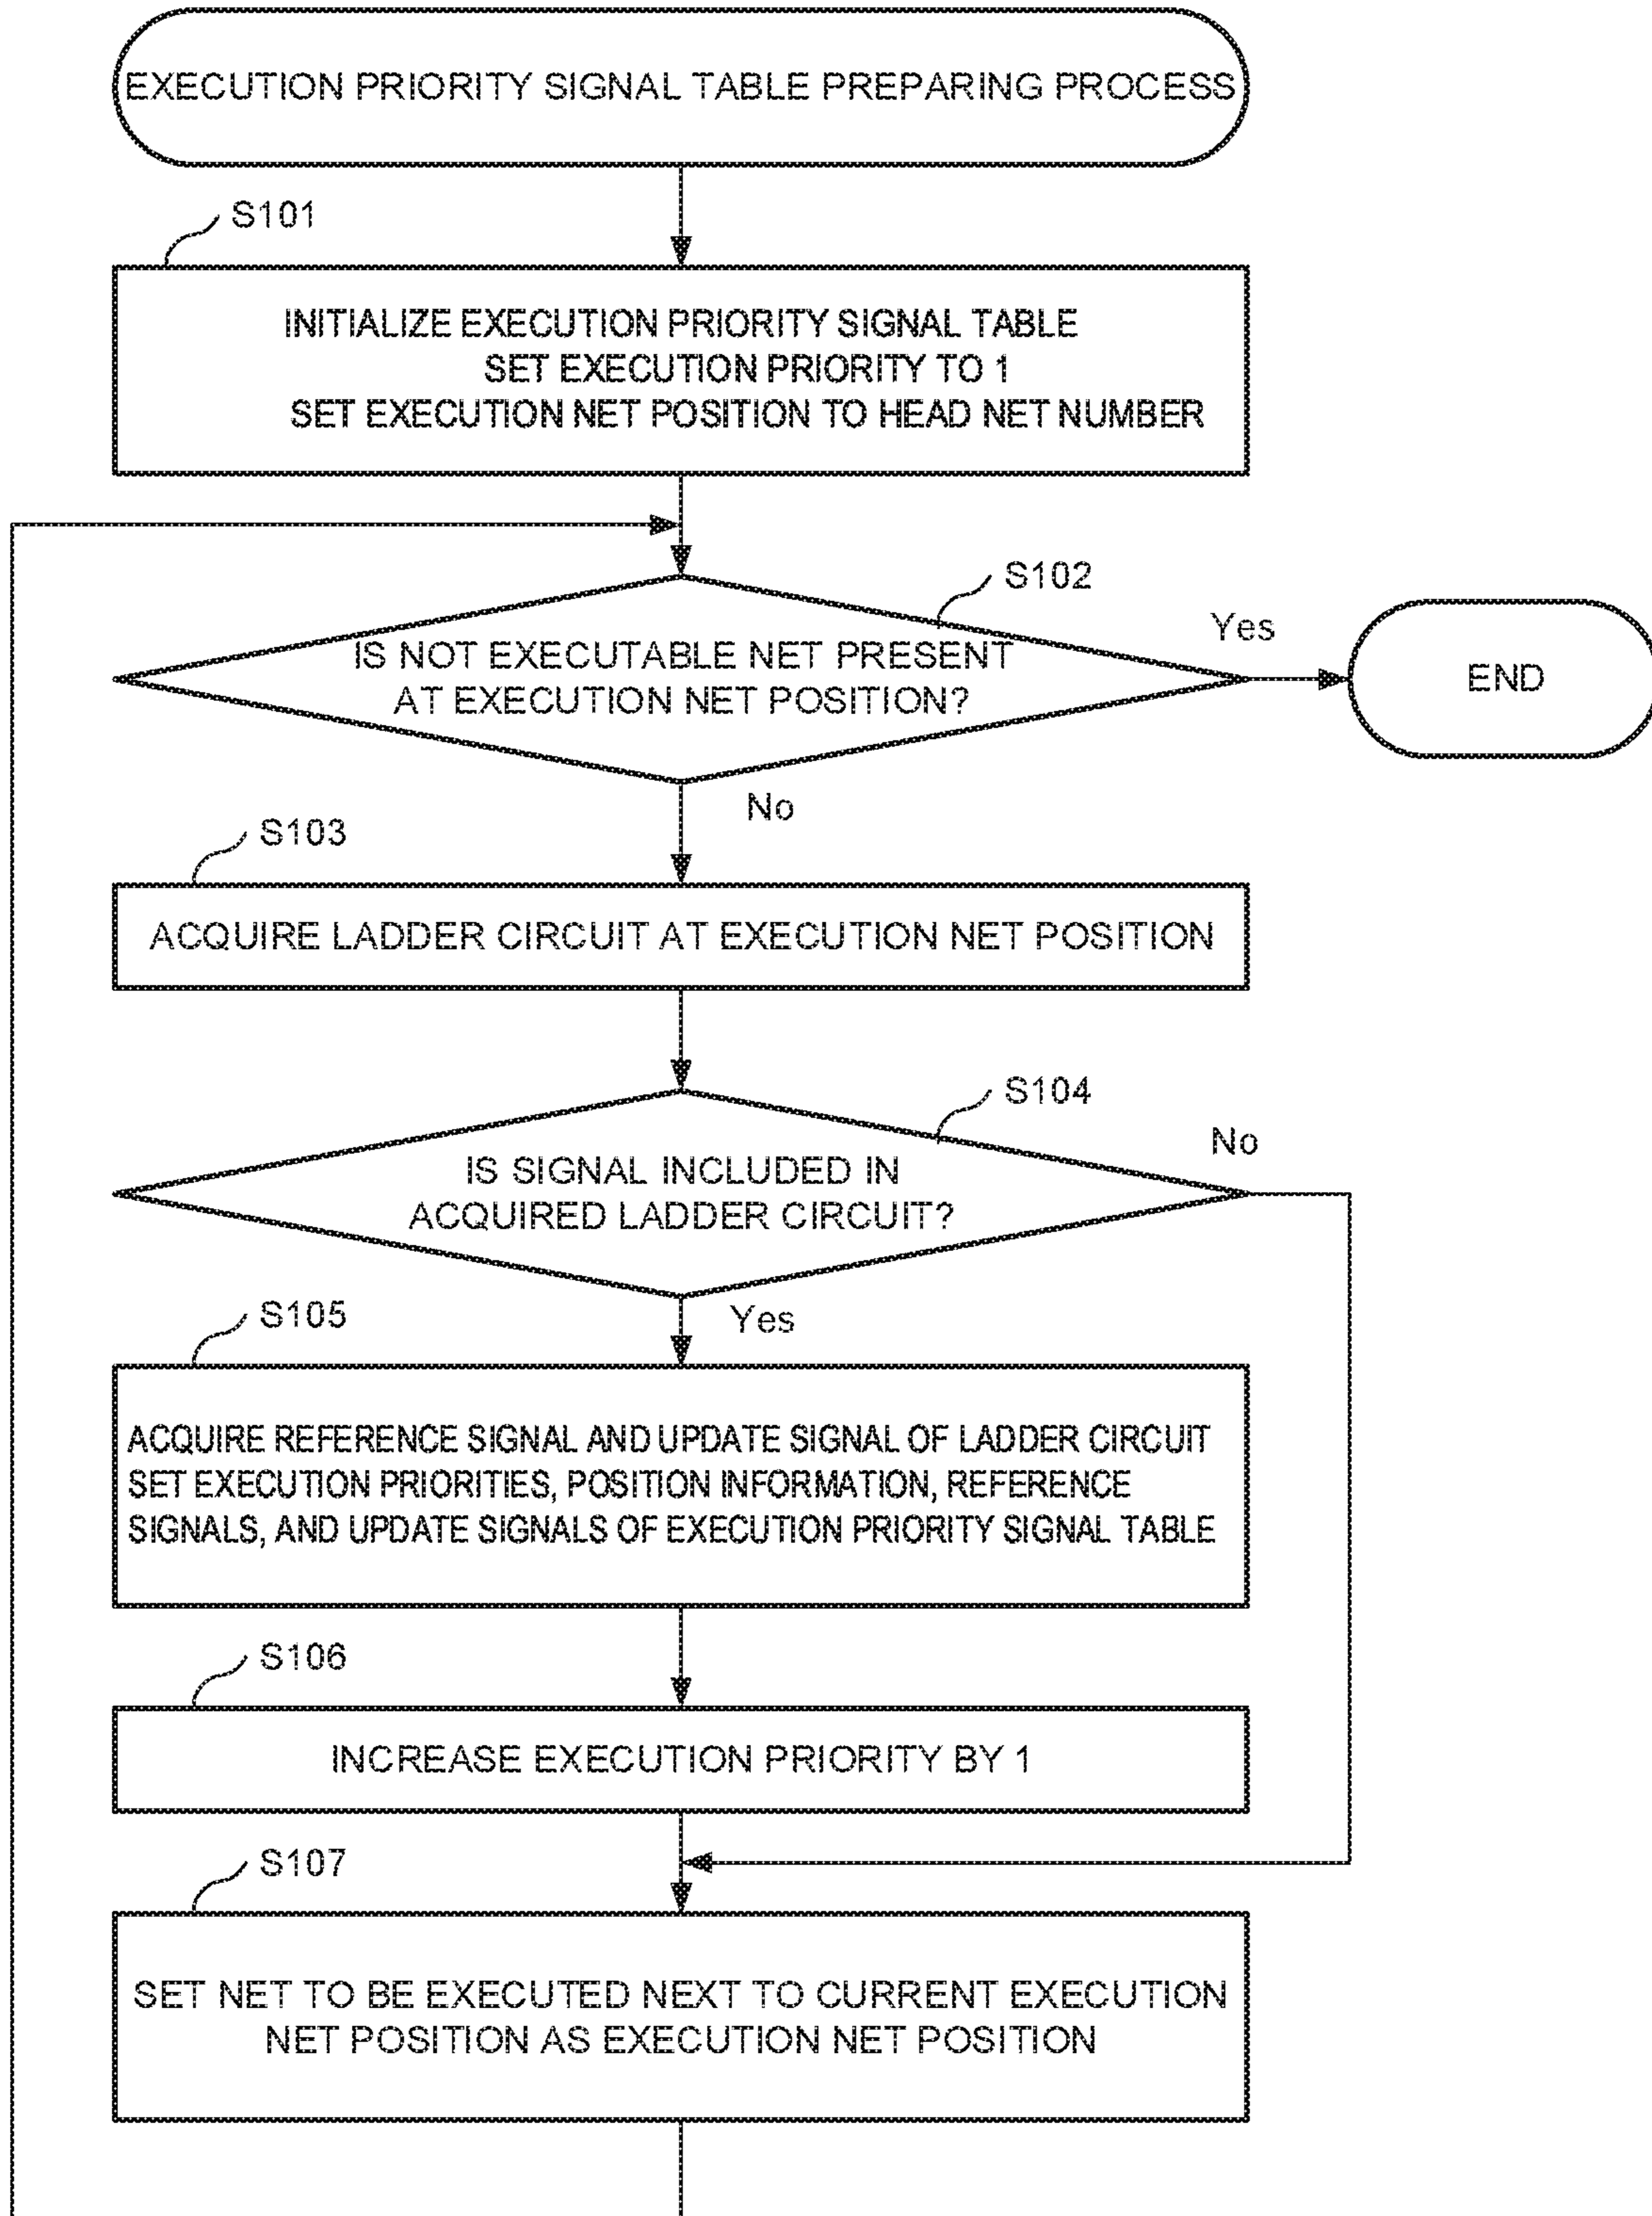 EXECUTION PRIORITY SIGNAL TABLE PREPARING PROCESS
S101
INITIALIZE EXECUTION PRIORITY SIGNAL TABLE
SET EXECUTION PRIORITY TO 1
SET EXECUTION NET POSITION TO HEAD NET NUMBER
S102
IS NOT EXECUTABLE NET PRESENT
AT EXECUTION NET POSITION?
Yes
END
No
S103
ACQUIRE LADDER CIRCUIT AT EXECUTION NET POSITION
S104
IS SIGNAL INCLUDED IN
ACQUIRED LADDER CIRCUIT?
No
Yes
S105
ACQUIRE REFERENCE SIGNAL AND UPDATE SIGNAL OF LADDER CIRCUIT
SET EXECUTION PRIORITIES, POSITION INFORMATION, REFERENCE
SIGNALS, AND UPDATE SIGNALS OF EXECUTION PRIORITY SIGNAL TABLE
S106
INCREASE EXECUTION PRIORITY BY 1
S107
SET NET TO BE EXECUTED NEXT TO CURRENT EXECUTION
NET POSITION AS EXECUTION NET POSITION